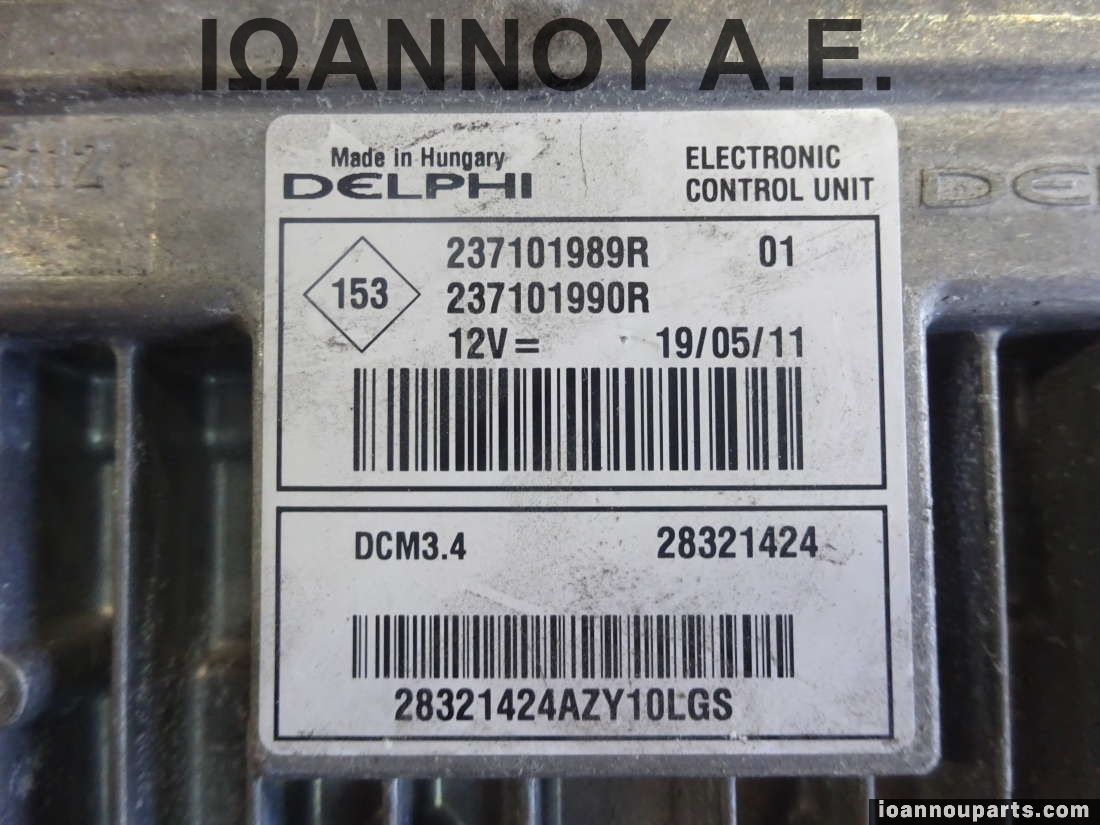 ΙΩΑΝΝΟΥ Α.Ε.
Made in Hungary
DELPHI
ELECTRONIC
CONTROL UNIT
153
237101989R 01
237101990R
12V= 19/05/11
DCM3.4 28321424
28321424AZY10LGS
ioannouparts.com